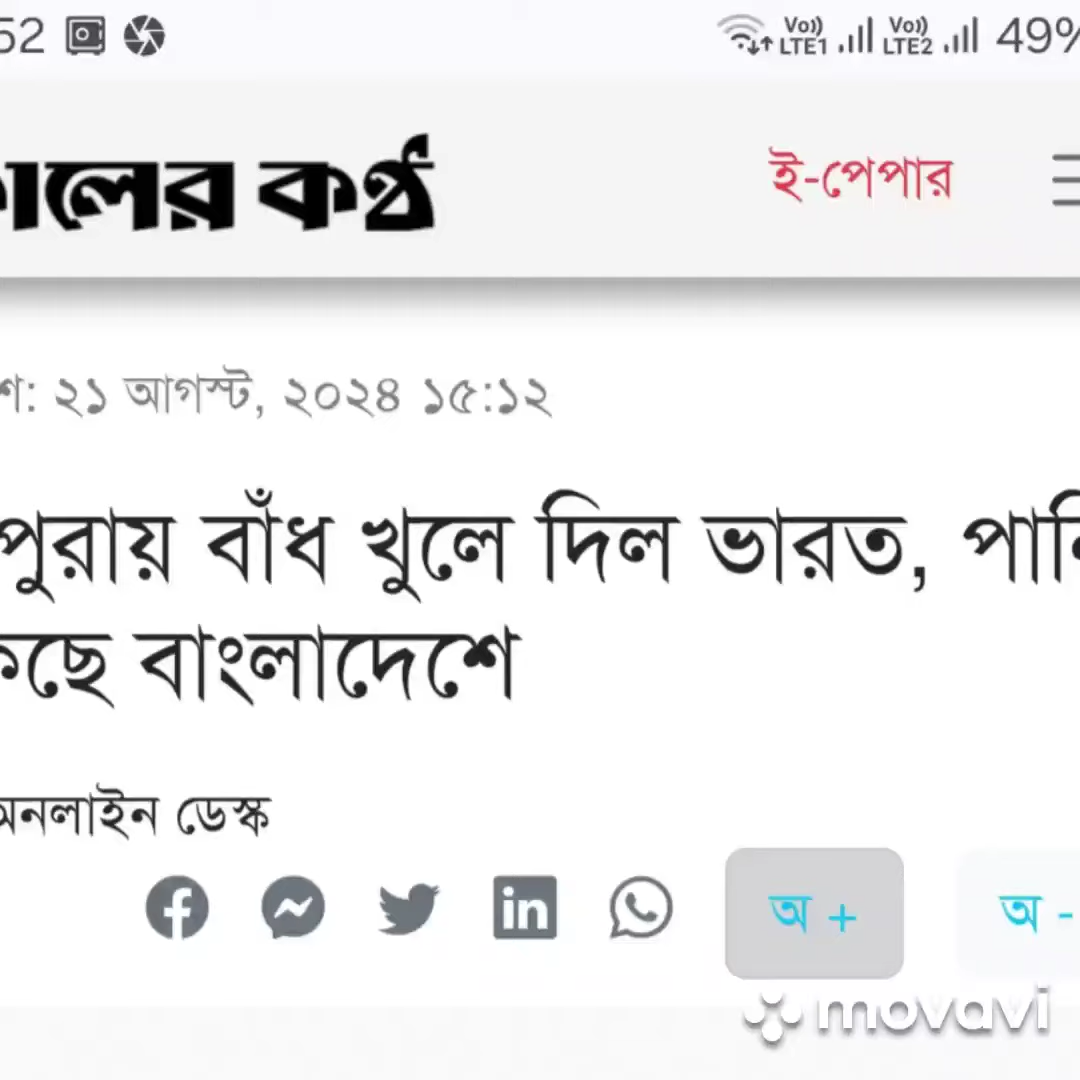 52 Vo)) LTE1 Vo)) LTE2 49%
কালের কণ্ঠ ই-পেপার
শ: ২১ আগস্ট, ২০২৪ ১৫:১২
পুরায় বাঁধ খুলে দিল ভারত, পানি
কছে বাংলাদেশে
অনলাইন ডেস্ক
অ + অ -
movavi